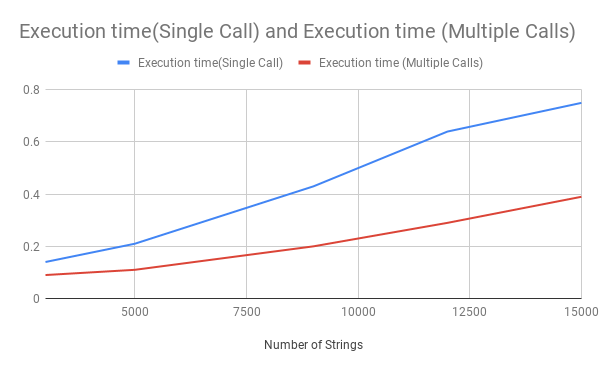 Execution time(Single Call) and Execution time (Multiple Calls)
Execution time(Single Call) Execution time (Multiple Calls)
0.8
0.6
0.4
0.2
0
5000 7500 10000 12500 15000
Number of Strings